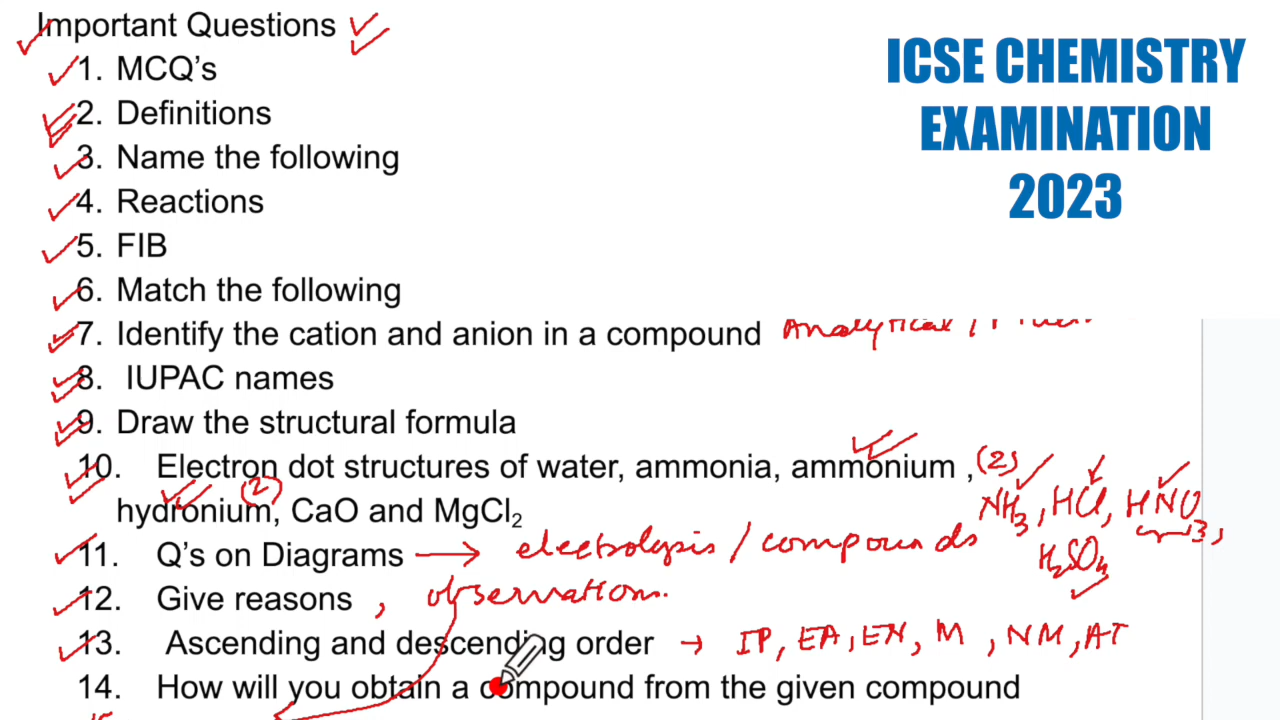 Important Questions
1. MCQ's
2. Definitions
3. Name the following
4. Reactions
5. FIB
6. Match the following
7. Identify the cation and anion in a compound Analytical /
8. IUPAC names
9. Draw the structural formula
10. Electron dot structures of water, ammonia, ammonium , (2)
hydronium, (2) CaO and MgCl₂ NH₃, HCl, HNO₃,
H₂SO₄
11. Q's on Diagrams → electrolysis / compounds
12. Give reasons , observations.
13. Ascending and descending order → IP, EA, EN, M , NM, AT
14. How will you obtain a compound from the given compound
ICSE CHEMISTRY
EXAMINATION
2023